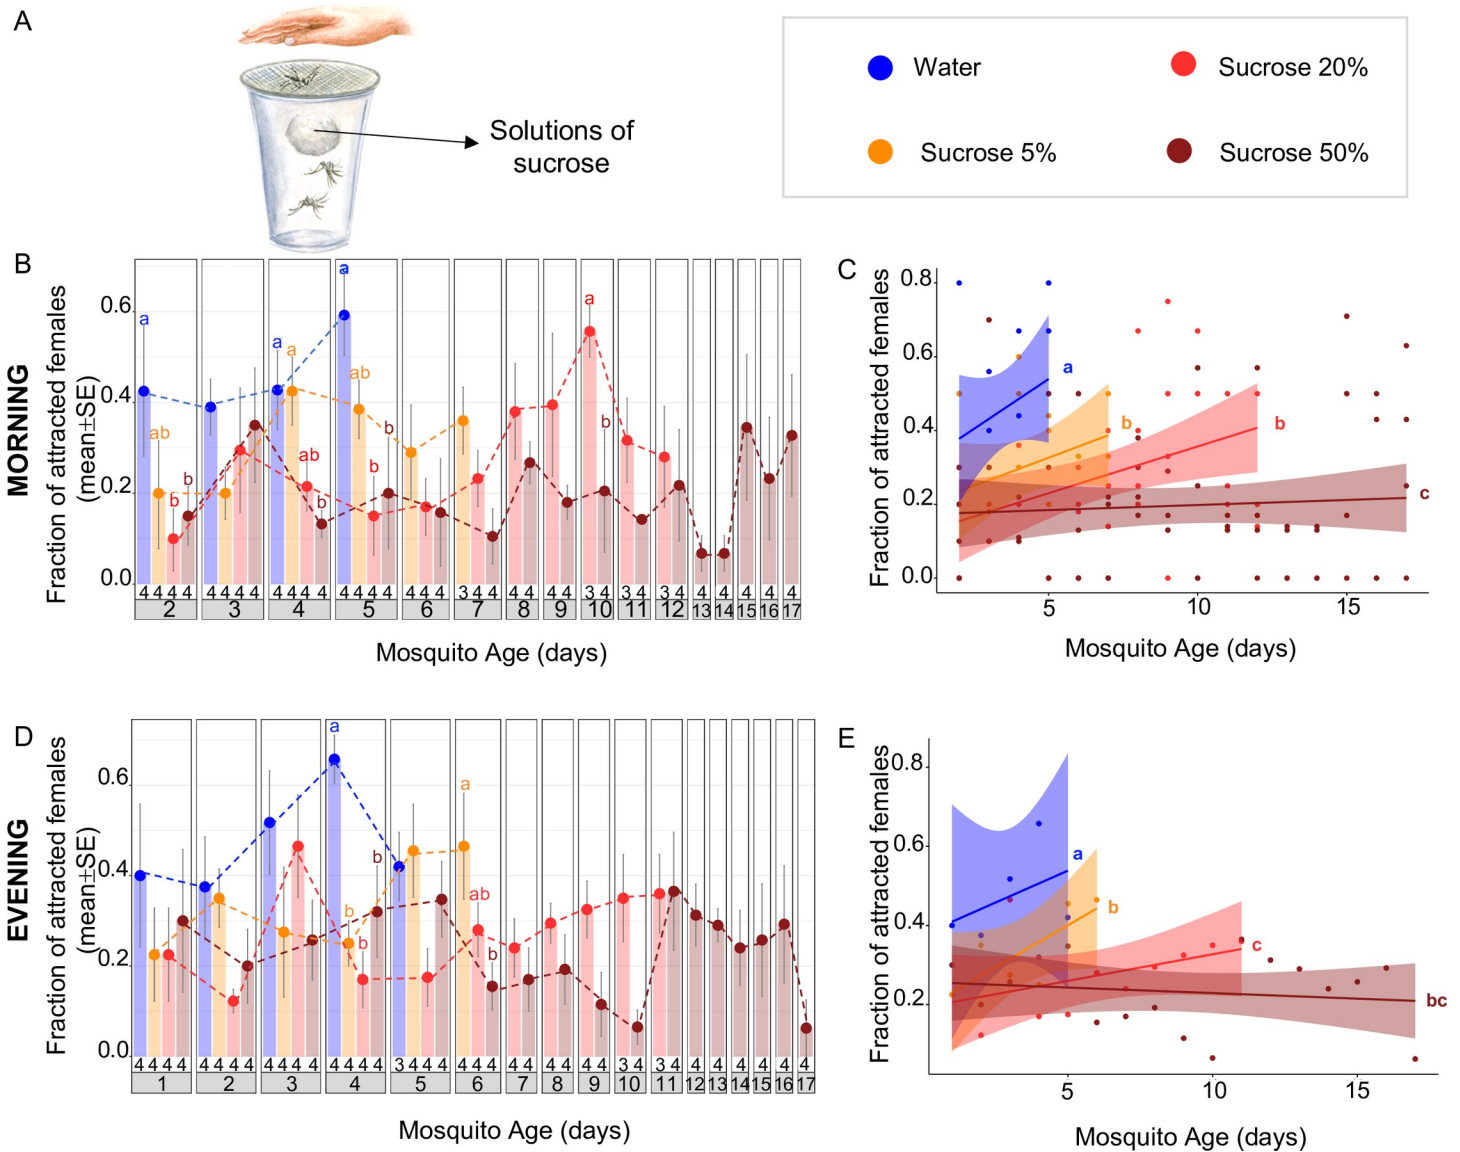 A
Solutions of
sucrose
Water
Sucrose 20%
Sucrose 5%
Sucrose 50%
MORNING
B
Fraction of attracted females
(mean±SE)
0.6
0.4
0.2
0.0
a
ab
b
b
a
a
ab
b
a
ab
b
b
a
b
4 4 4 4 4 4 4 4 4 4 4 4 4 4 4 4 4 4 4 3 4 4 4 4 4 4 3 4 3 4 3 4 4 4 4 4 4
2 3 4 5 6 7 8 9 10 11 12 13 14 15 16 17
Mosquito Age (days)
C
Fraction of attracted females
0.8
0.6
0.4
0.2
0.0
a
b
b
c
5 10 15
Mosquito Age (days)
EVENING
D
Fraction of attracted females
(mean±SE)
0.6
0.4
0.2
0.0
a
b
b
b
a
ab
b
4 4 4 4 4 4 4 4 4 4 4 4 4 4 4 4 3 4 4 4 4 4 4 4 4 4 4 4 4 3 4 3 4 4 4 4 4 4 4
1 2 3 4 5 6 7 8 9 10 11 12 13 14 15 16 17
Mosquito Age (days)
E
Fraction of attracted females
0.8
0.6
0.4
0.2
a
b
c
bc
5 10 15
Mosquito Age (days)